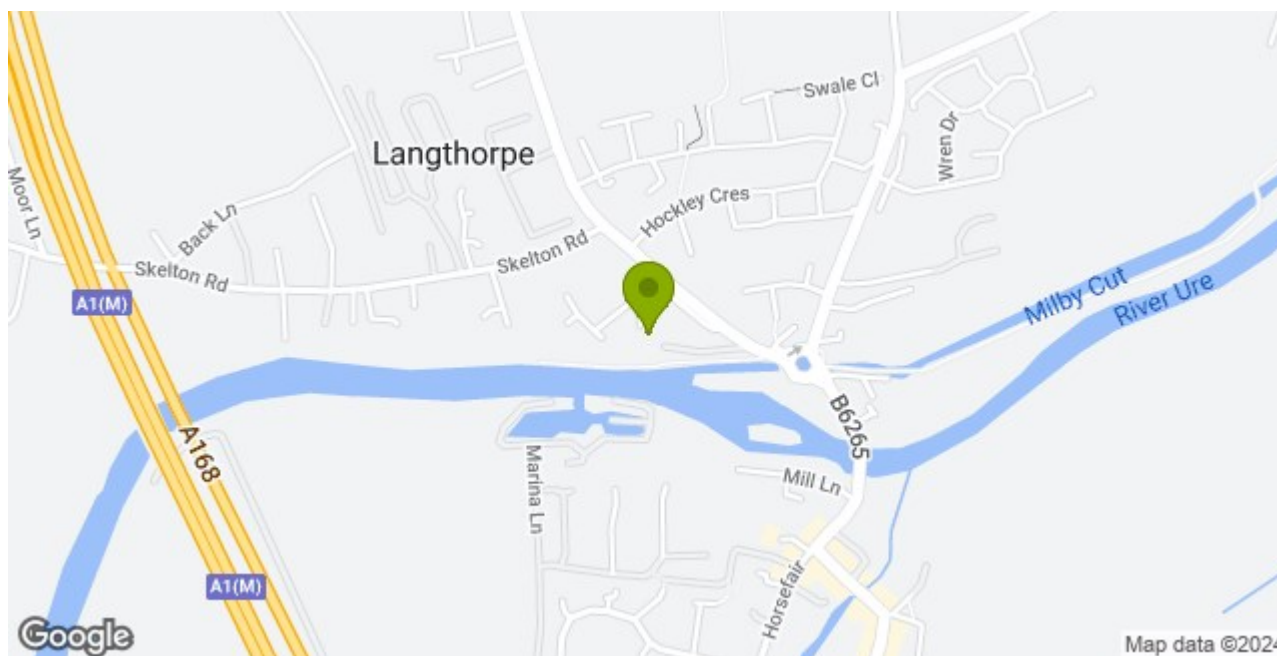 Swale Cl
Wren Dr
Langthorpe
Moor Ln
Back Ln
Hockley Cres
Skelton Rd
Skelton Rd
A1(M)
Milby Cut
River Ure
B6265
A168
Marina Ln
Mill Ln
A1(M)
Horsefair
Google
Map data ©2024